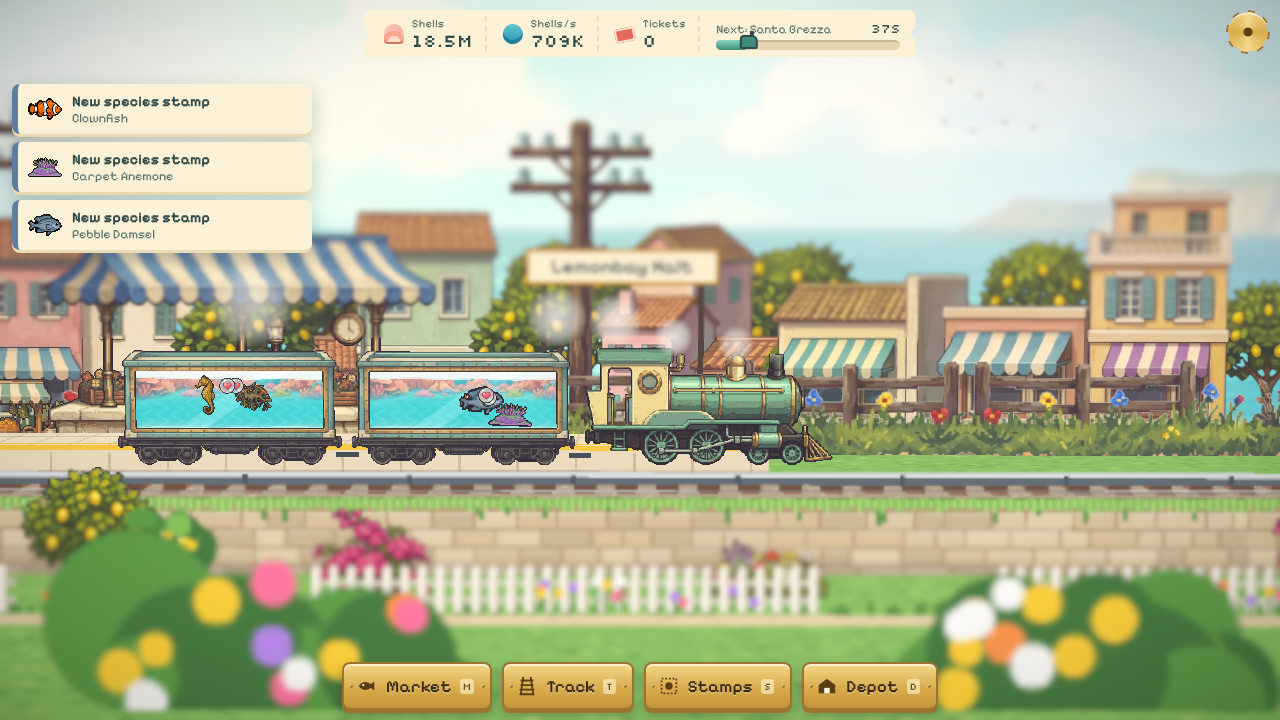 Shells
18.5M
Shells/s
709K
Tickets
0
Next: Santa Brezza
37s
New species stamp
Clownfish
New species stamp
Carpet Anemone
New species stamp
Pebble Damsel
Lemonbay Halt
Market M
Track T
Stamps S
Depot D